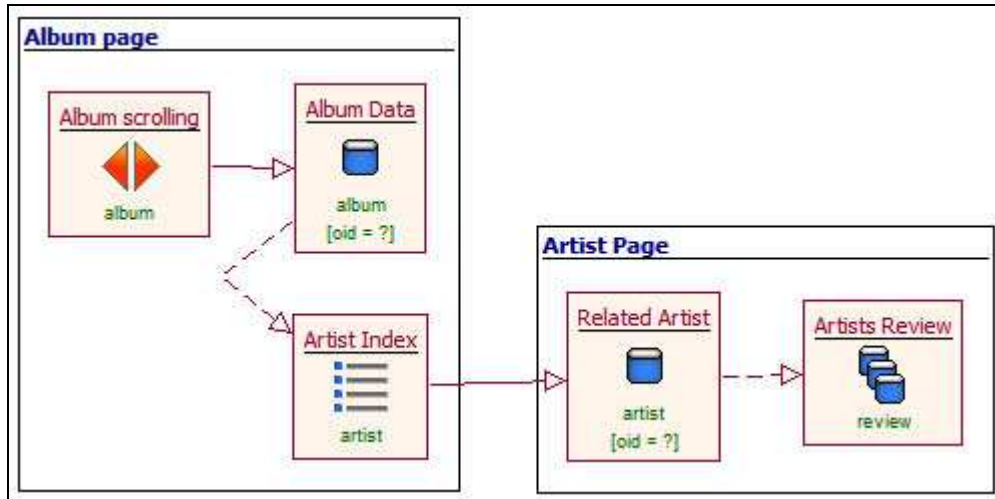 Album page
Album scrolling
album
Album Data
album
[oid = ?]
Artist Index
artist
Artist Page
Related Artist
artist
[oid = ?]
Artists Review
review